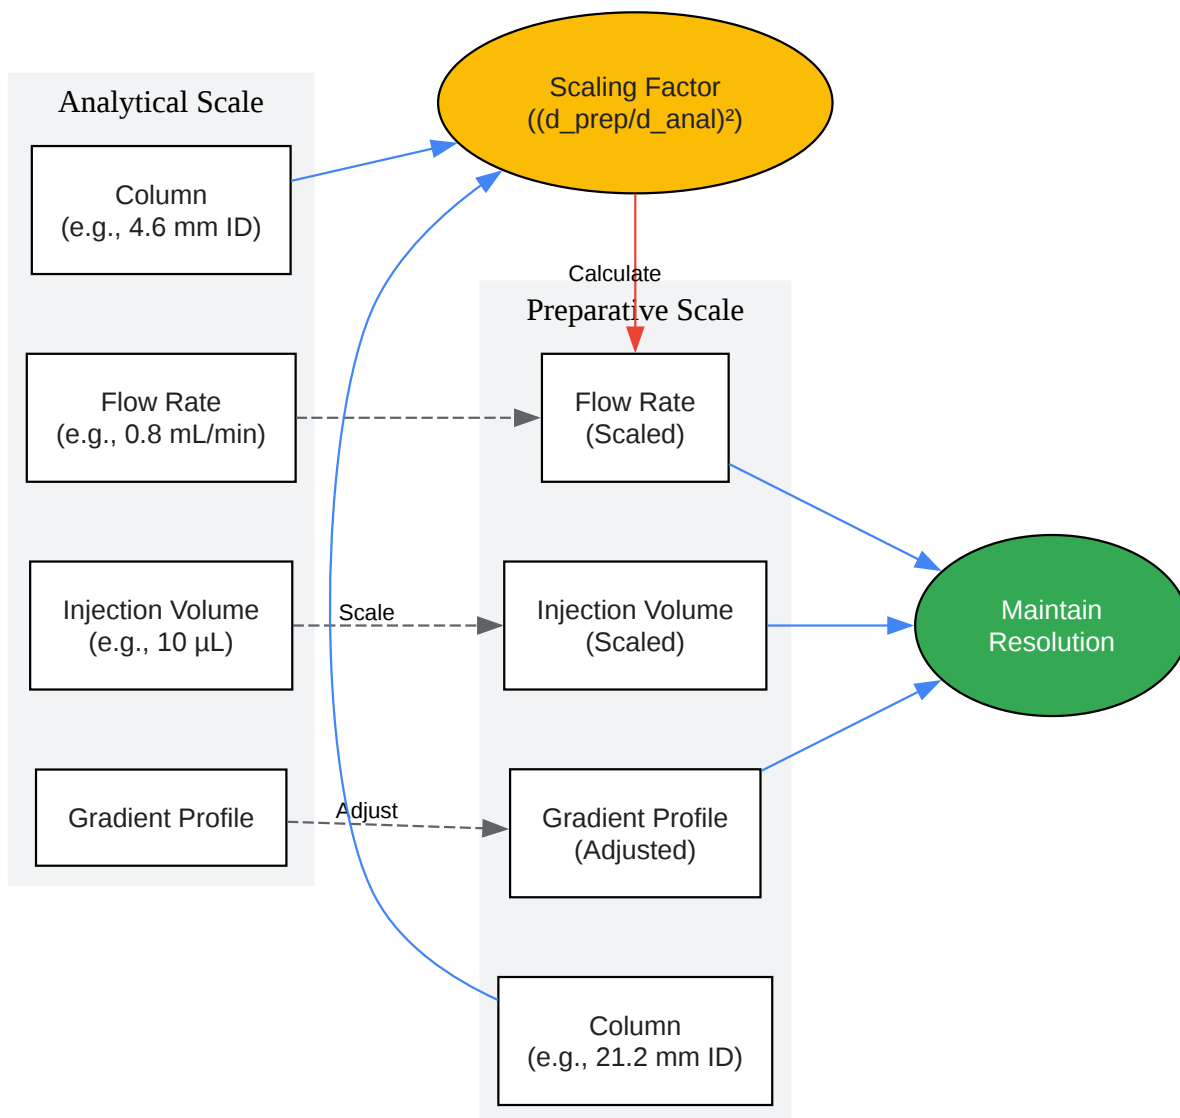 Scaling Factor
((d_prep/d_anal)²)
Analytical Scale
Column
(e.g., 4.6 mm ID)
Calculate
Preparative Scale
Flow Rate
(e.g., 0.8 mL/min)
Flow Rate
(Scaled)
Injection Volume
(e.g., 10 µL)
Scale
Injection Volume
(Scaled)
Maintain
Resolution
Gradient Profile
Adjust
Gradient Profile
(Adjusted)
Column
(e.g., 21.2 mm ID)